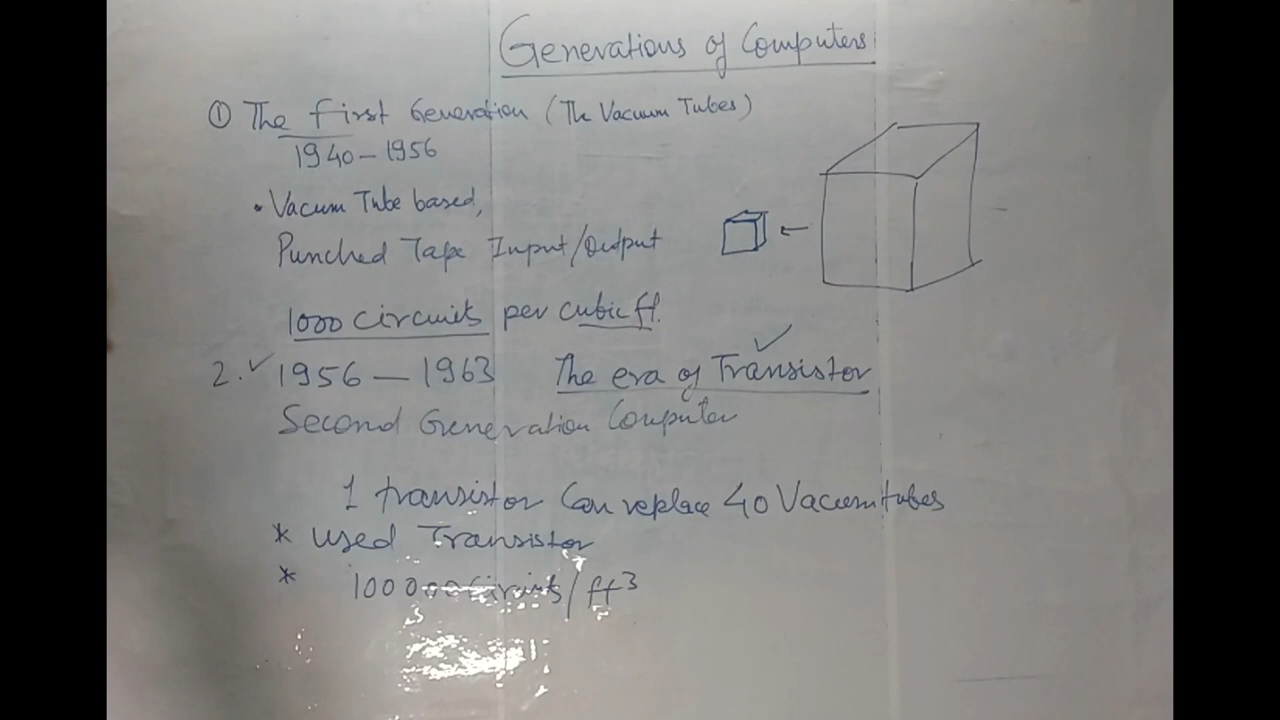 Generations of Computers
① The First Generation (The Vacuum Tubes)
1940 – 1956
• Vacum Tube based,
Punched Tape Input/Output
1000 circuits per cubic ft.
2. ✓ 1956 – 1963 The era of Transistor ✓
Second Generation Computer
1 transistor Can replace 40 Vacum tubes
* used Transistor
* circuits/ft³